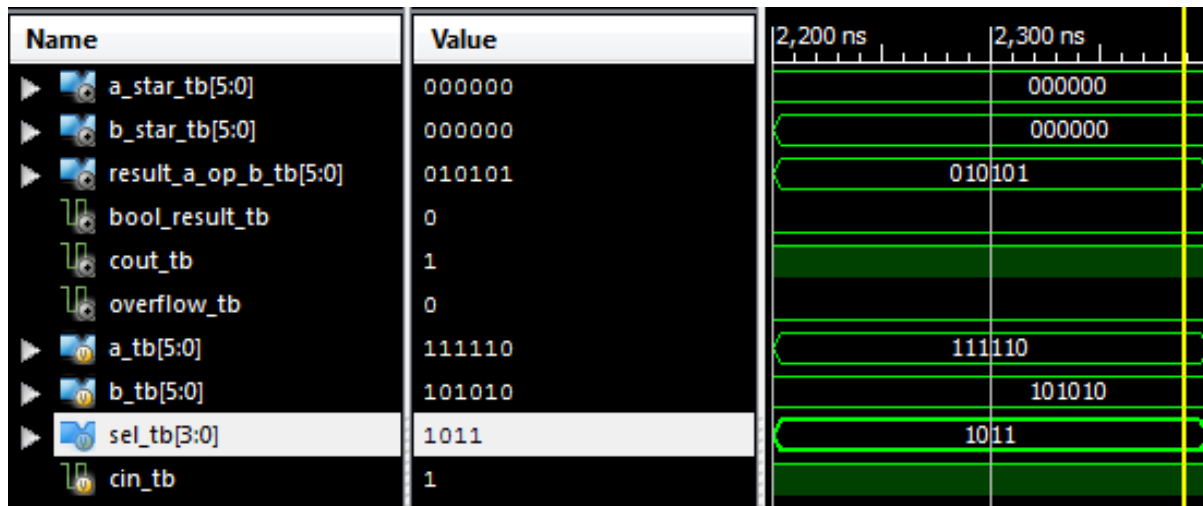 Name Value 2,200 ns 2,300 ns
a_star_tb[5:0] 000000 000000
b_star_tb[5:0] 000000 000000
result_a_op_b_tb[5:0] 010101 010101
bool_result_tb 0
cout_tb 1
overflow_tb 0
a_tb[5:0] 111110 111110
b_tb[5:0] 101010 101010
sel_tb[3:0] 1011 1011
cin_tb 1